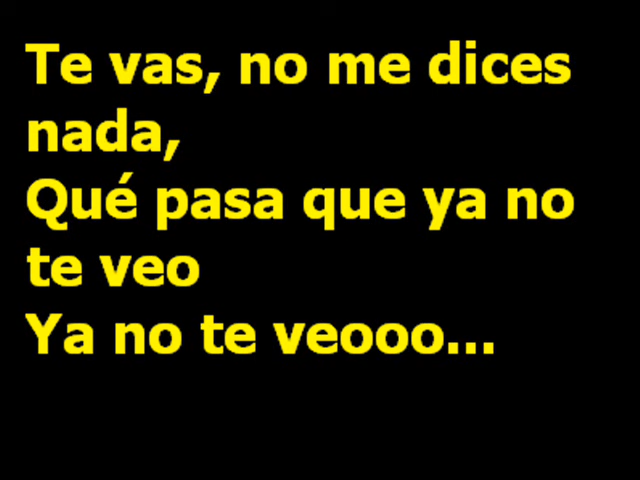 Te vas, no me dices
nada,
Qué pasa que ya no
te veo
Ya no te veooo...